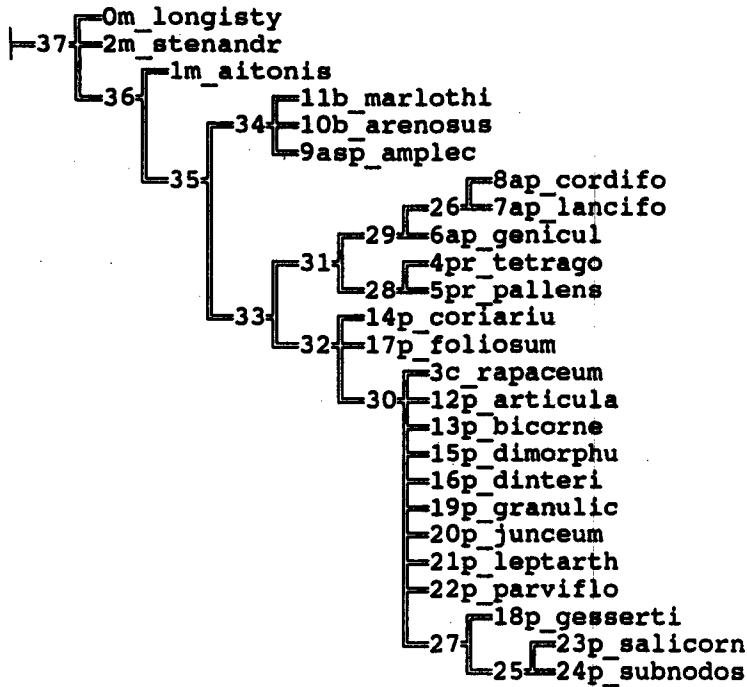 0m_longisty
37 2m_stenandr
1m_aitonis
36 11b_marlothi
34 10b_arenosus
9asp_amplec
35 8ap_cordifo
26 7ap_lancifo
29 6ap_genicul
31 4pr_tetrago
28 5pr_pallens
33 14p_coriariu
32 17p_foliosum
3c_rapaceum
30 12p_articula
13p_bicorne
15p_dimorphu
16p_dinteri
19p_granulic
20p_junceum
21p_leptarth
22p_parviflo
18p_gesserti
27 23p_salicorn
25 24p_subnodos